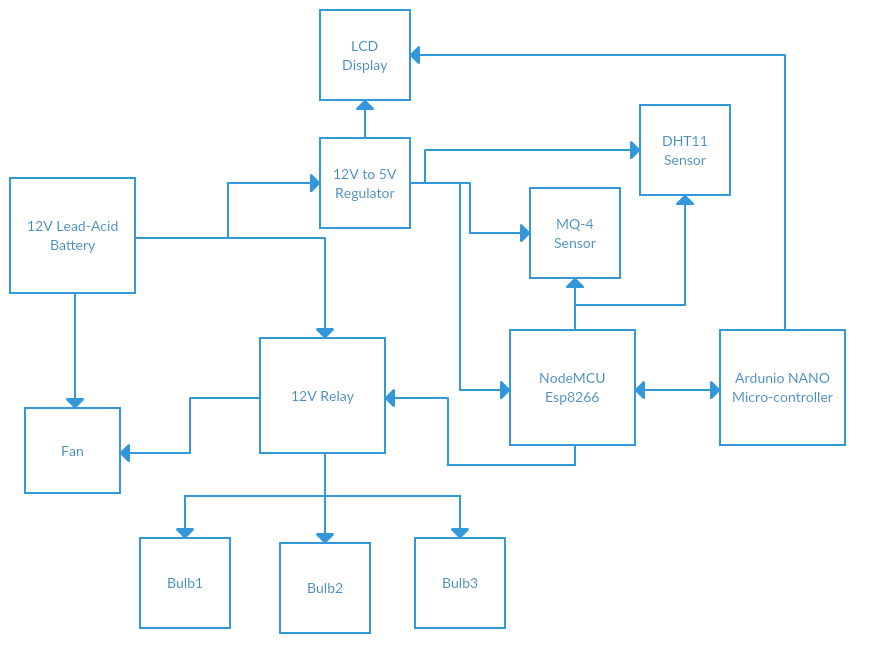 LCD
Display
DHT11
Sensor
12V to 5V
Regulator
12V Lead-Acid
Battery
MQ-4
Sensor
12V Relay
NodeMCU
Esp8266
Ardunio NANO
Micro-controller
Fan
Bulb1
Bulb2
Bulb3